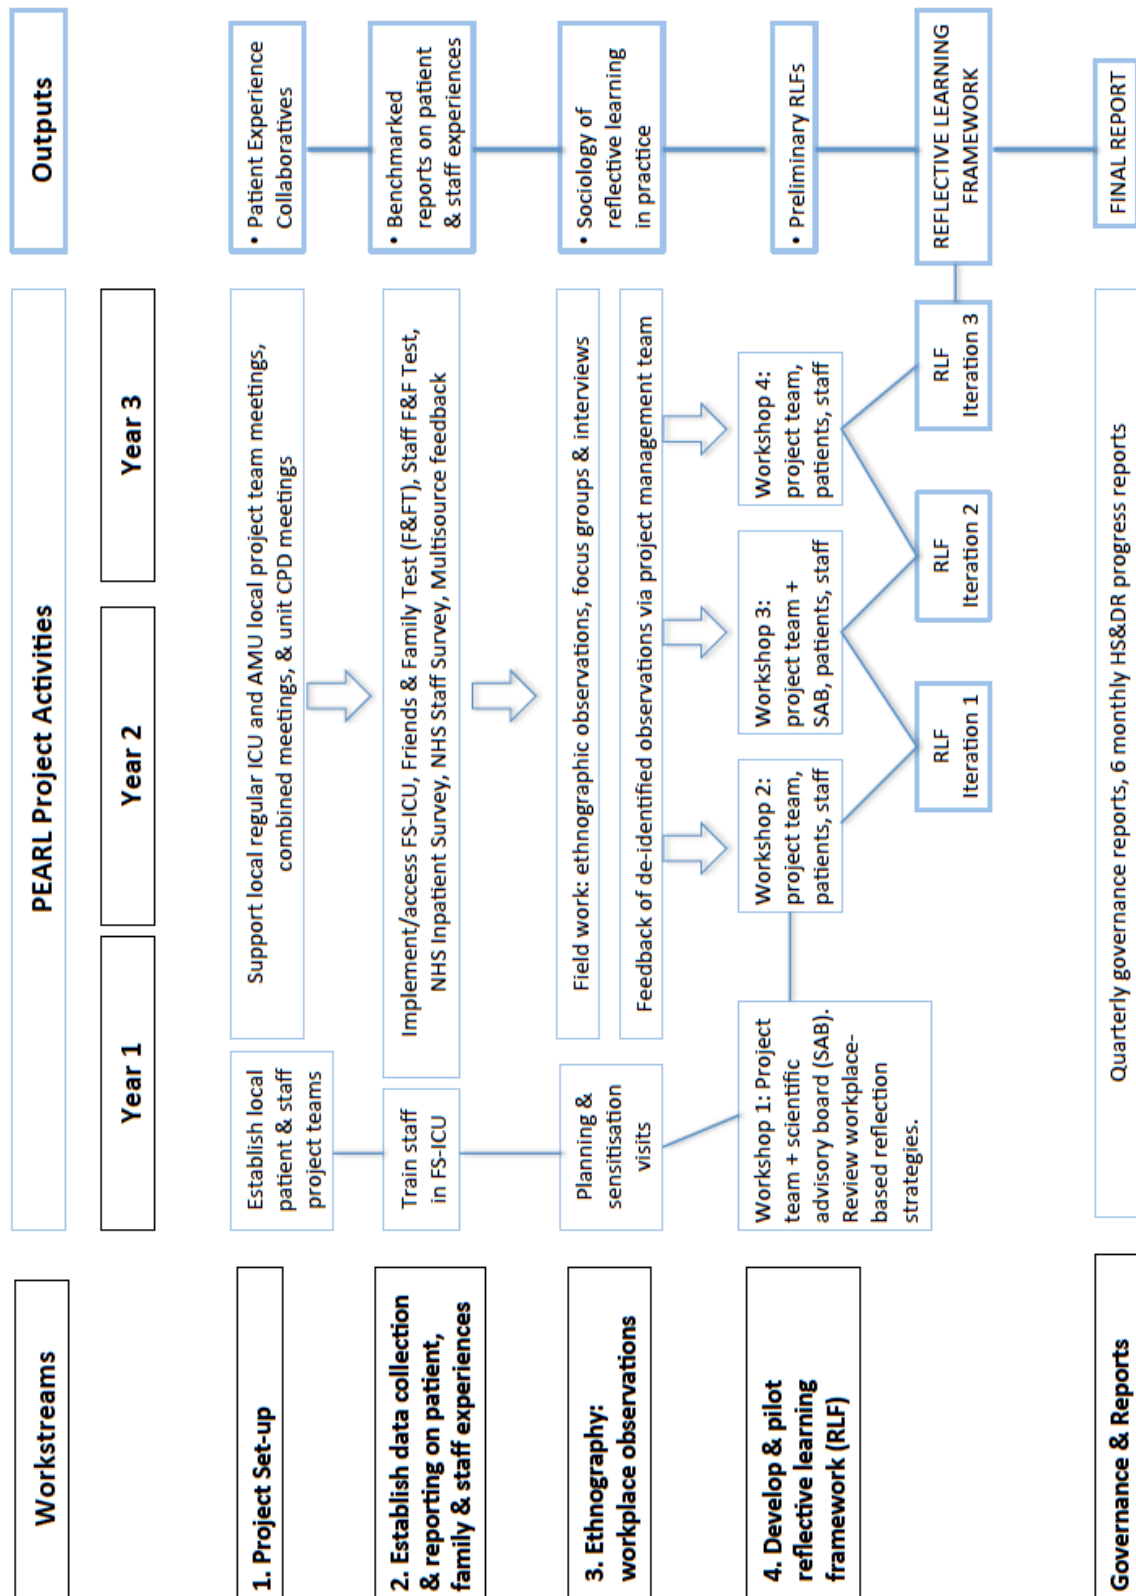 Workstreams
PEARL Project Activities
Outputs
Year 1
Year 2
Year 3
1. Project Set-up
Establish local
patient & staff
project teams
Support local regular ICU and AMU local project team meetings,
combined meetings, & unit CPD meetings
• Patient Experience
Collaboratives
2. Establish data collection
& reporting on patient,
family & staff experiences
Train staff
in FS-ICU
Implement/access FS-ICU, Friends & Family Test (F&FT), Staff F&F Test,
NHS Inpatient Survey, NHS Staff Survey, Multisource feedback
• Benchmarked
reports on patient
& staff experiences
3. Ethnography:
workplace observations
Planning &
sensitisation
visits
Field work: ethnographic observations, focus groups & interviews
Feedback of de-identified observations via project management team
• Sociology of
reflective learning
in practice
4. Develop & pilot
reflective learning
framework (RLF)
Workshop 1: Project
team + scientific
advisory board (SAB).
Review workplace-
based reflection
strategies.
Workshop 2:
project team,
patients, staff
Workshop 3:
project team +
SAB, patients, staff
Workshop 4:
project team,
patients, staff
• Preliminary RLFs
RLF
Iteration 1
RLF
Iteration 2
RLF
Iteration 3
REFLECTIVE LEARNING
FRAMEWORK
Governance & Reports
Quarterly governance reports, 6 monthly HS&DR progress reports
FINAL REPORT